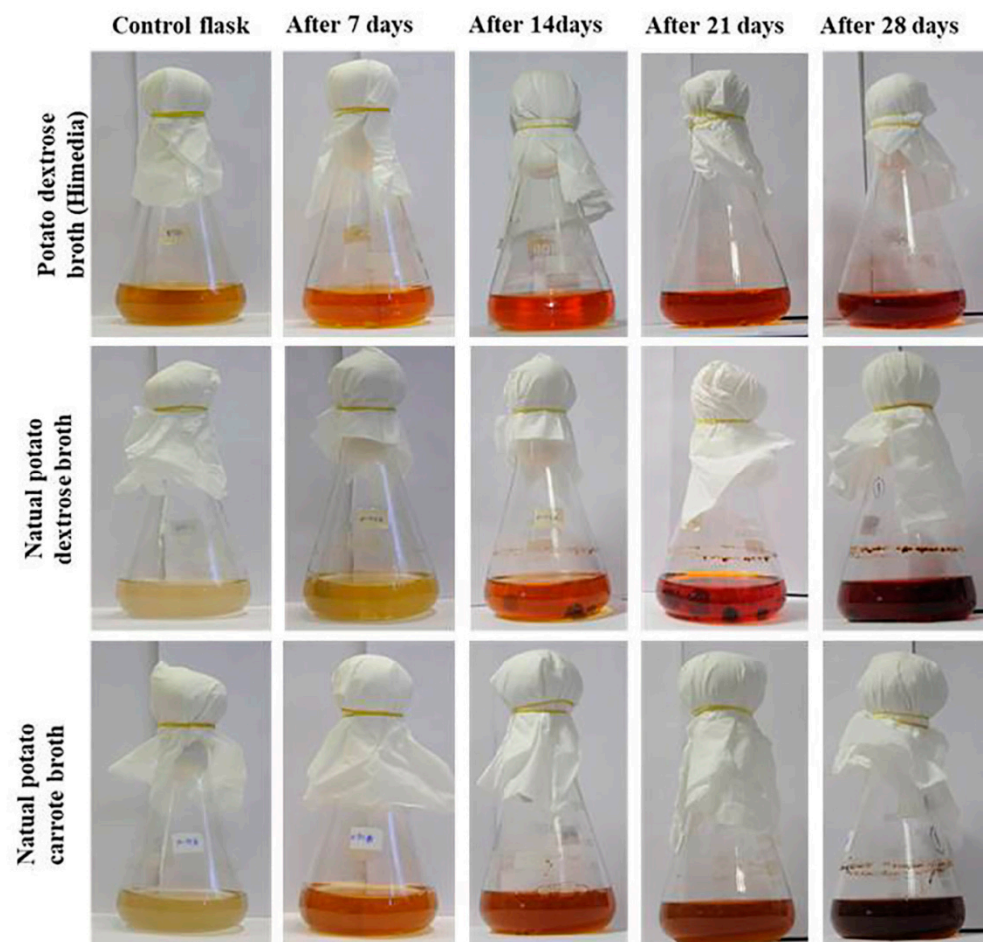 Control flask
After 7 days
After 14days
After 21 days
After 28 days
Potato dextrose
broth (Himedia)
Natual potato
dextrose broth
Natual potato
carrote broth